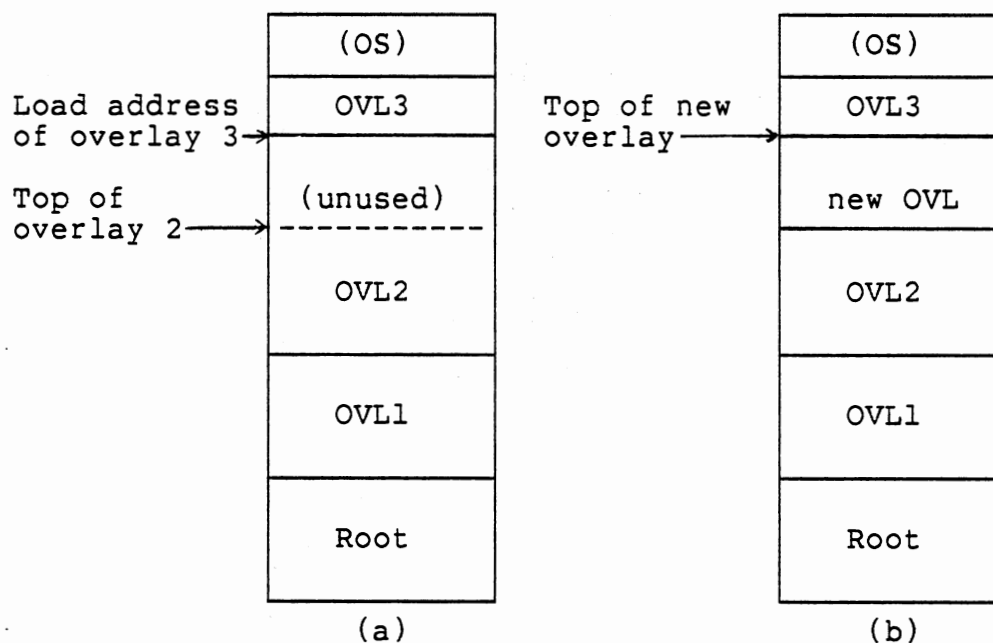 (OS)
OVL3
Load address
of overlay 3
(unused)
Top of
overlay 2
OVL2
OVL1
Root
(a)
(OS)
OVL3
Top of new
overlay
new OVL
OVL2
OVL1
Root
(b)